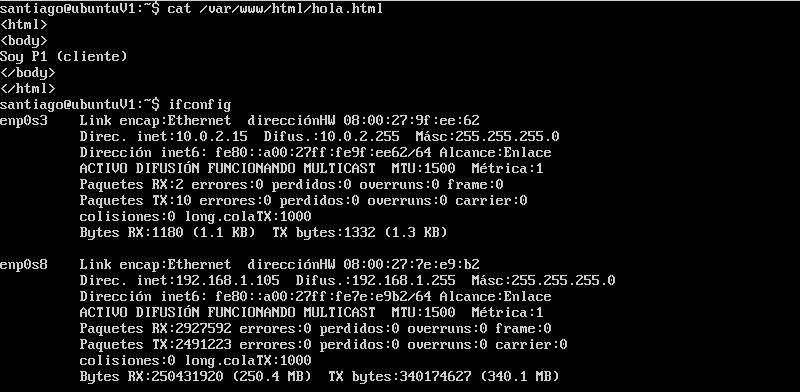 santiago@ubuntuV1:~$ cat /var/www/html/hola.html
<html>
<body>
Soy P1 (cliente)
</body>
</html>
santiago@ubuntuV1:~$ ifconfig
enp0s3    Link encap:Ethernet  direcciónHW 08:00:27:9f:ee:62
          Direc. inet:10.0.2.15  Difus.:10.0.2.255  Másc:255.255.255.0
          Dirección inet6: fe80::a00:27ff:fe9f:ee62/64 Alcance:Enlace
          ACTIVO DIFUSIÓN FUNCIONANDO MULTICAST  MTU:1500  Métrica:1
          Paquetes RX:2 errores:0 perdidos:0 overruns:0 frame:0
          Paquetes TX:10 errores:0 perdidos:0 overruns:0 carrier:0
          colisiones:0 long.colaTX:1000
          Bytes RX:1180 (1.1 KB)  TX bytes:1332 (1.3 KB)
enp0s8    Link encap:Ethernet  direcciónHW 08:00:27:7e:e9:b2
          Direc. inet:192.168.1.105  Difus.:192.168.1.255  Másc:255.255.255.0
          Dirección inet6: fe80::a00:27ff:fe7e:e9b2/64 Alcance:Enlace
          ACTIVO DIFUSIÓN FUNCIONANDO MULTICAST  MTU:1500  Métrica:1
          Paquetes RX:2927592 errores:0 perdidos:0 overruns:0 frame:0
          Paquetes TX:2491223 errores:0 perdidos:0 overruns:0 carrier:0
          colisiones:0 long.colaTX:1000
          Bytes RX:250431920 (250.4 MB)  TX bytes:340174627 (340.1 MB)